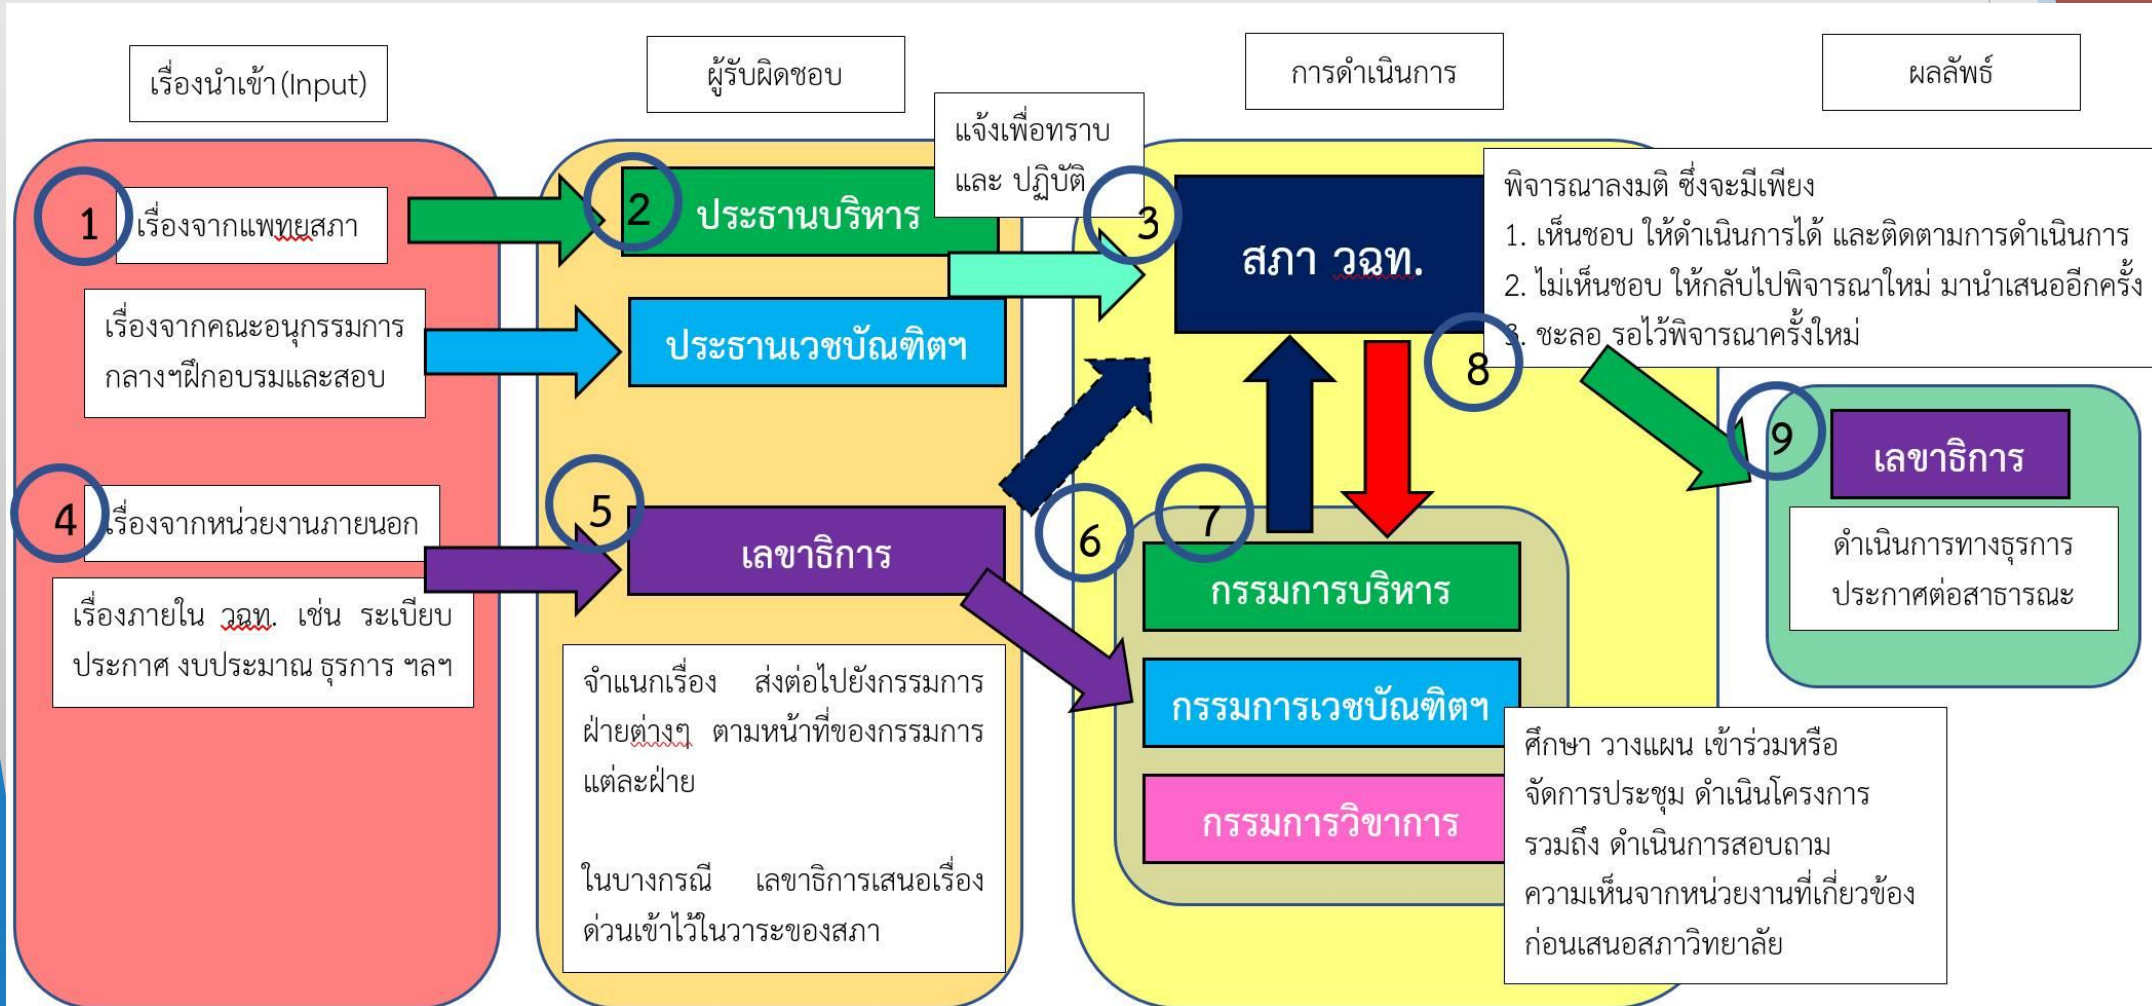 เรื่องนำเข้า (Input)
ผู้รับผิดชอบ
การดำเนินการ
ผลลัพธ์
1
เรื่องจากแพทยสภา
เรื่องจากคณะอนุกรรมการ
กลางฯฝึกอบรมและสอบ
4
เรื่องจากหน่วยงานภายนอก
เรื่องภายใน วฉท. เช่น ระเบียบ
ประกาศ งบประมาณ ธุรการ ฯลฯ
2
ประธานบริหาร
ประธานเวชบัณฑิตฯ
5
เลขาธิการ
จำแนกเรื่อง ส่งต่อไปยังกรรมการ
ฝ่ายต่างๆ ตามหน้าที่ของกรรมการ
แต่ละฝ่าย
ในบางกรณี เลขาธิการเสนอเรื่อง
ด่วนเข้าไว้ในวาระของสภา
แจ้งเพื่อทราบ
และ ปฏิบัติ
3
สภา วฉท.
พิจารณาลงมติ ซึ่งจะมีเพียง
1. เห็นชอบ ให้ดำเนินการได้ และติดตามการดำเนินการ
2. ไม่เห็นชอบ ให้กลับไปพิจารณาใหม่ มานำเสนออีกครั้ง
3. ชะลอ รอไว้พิจารณาครั้งใหม่
8
6
7
กรรมการบริหาร
กรรมการเวชบัณฑิตฯ
กรรมการวิขาการ
ศึกษา วางแผน เข้าร่วมหรือ
จัดการประชุม ดำเนินโครงการ
รวมถึง ดำเนินการสอบถาม
ความเห็นจากหน่วยงานที่เกี่ยวข้อง
ก่อนเสนอสภาวิทยาลัย
9
เลขาธิการ
ดำเนินการทางธุรการ
ประกาศต่อสาธารณะ